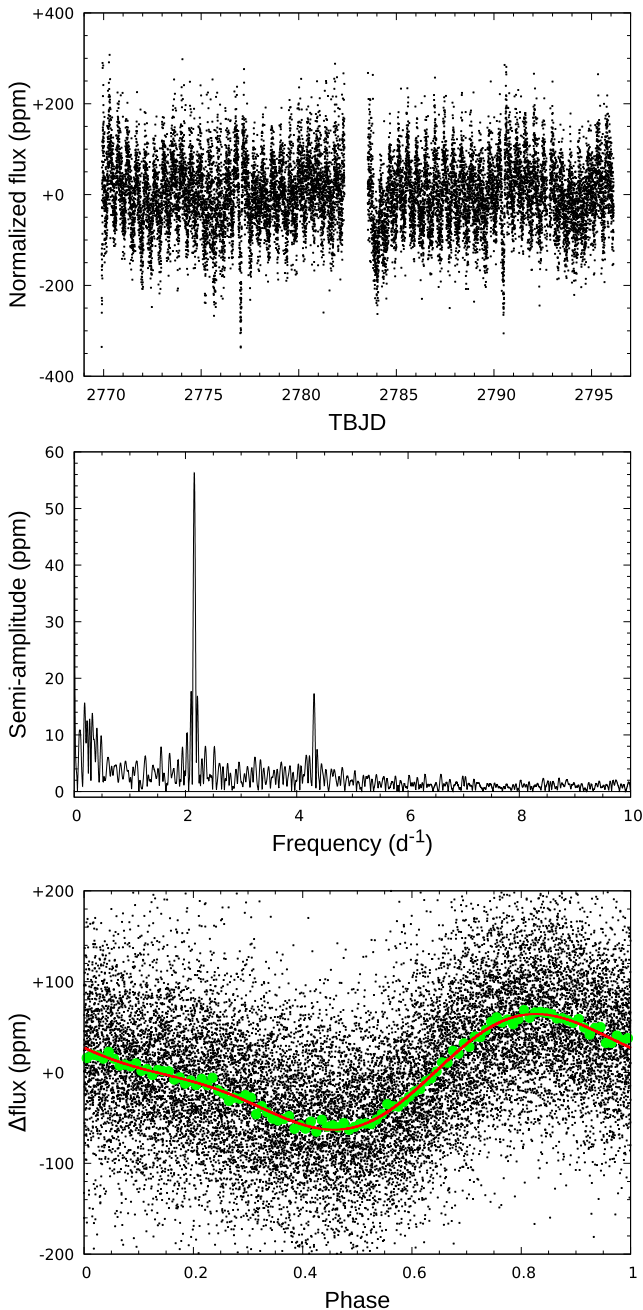 +400
+200
+0
-200
-400
Normalized flux (ppm)
2770 2775 2780 2785 2790 2795
TBJD
60
50
40
30
20
10
0
Semi-amplitude (ppm)
0 2 4 6 8 10
Frequency (d-1)
+200
+100
+0
-100
-200
Δflux (ppm)
0 0.2 0.4 0.6 0.8 1
Phase